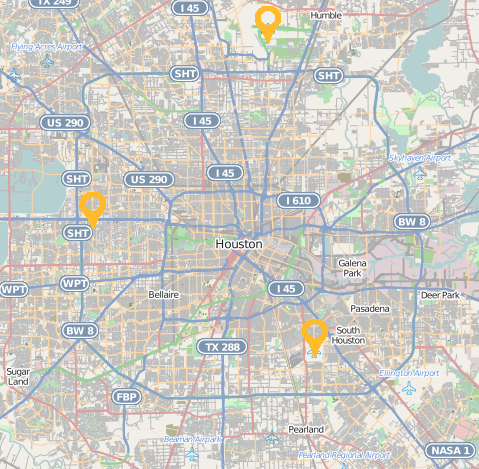 TX 249
I 45
Humble
Flying Acres Airport
SHT
SHT
US 290
I 45
Skyhaven Airport
SHT
US 290
I 45
I 610
BW 8
SHT
Houston
Galena
Park
WPT
WPT
I 45
Bellaire
Deer Park
Pasadena
BW 8
South
Houston
TX 288
Sugar
Land
Ellington Airport
FBP
Pearland
Beaman Airpark
Pearland Regional Airport
NASA 1